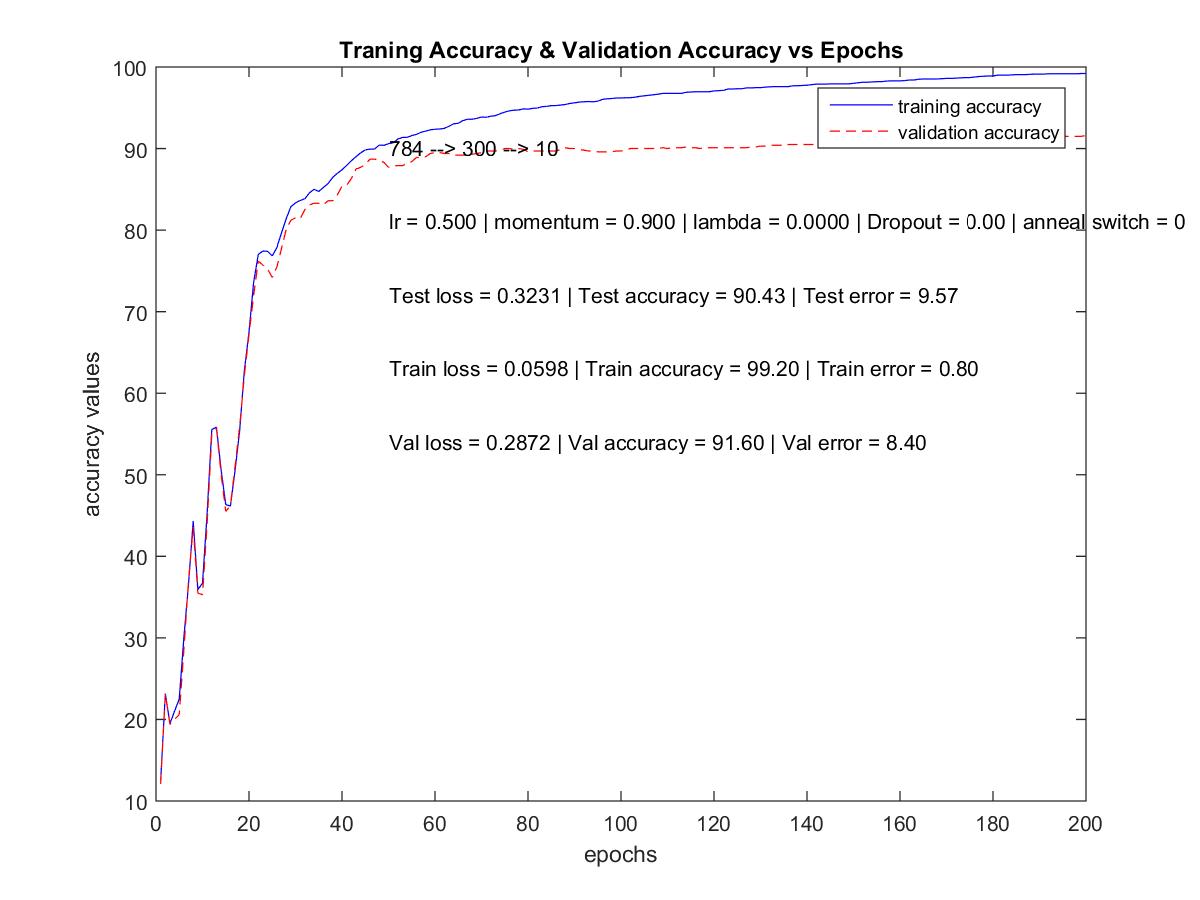 Traning Accuracy & Validation Accuracy vs Epochs
100
90
80
70
60
50
40
30
20
10
accuracy values
training accuracy
validation accuracy
784 --> 300 --> 10
lr = 0.500 | momentum = 0.900 | lambda = 0.0000 | Dropout = 0.00 | anneal switch = 0
Test loss = 0.3231 | Test accuracy = 90.43 | Test error = 9.57
Train loss = 0.0598 | Train accuracy = 99.20 | Train error = 0.80
Val loss = 0.2872 | Val accuracy = 91.60 | Val error = 8.40
0 20 40 60 80 100 120 140 160 180 200
epochs